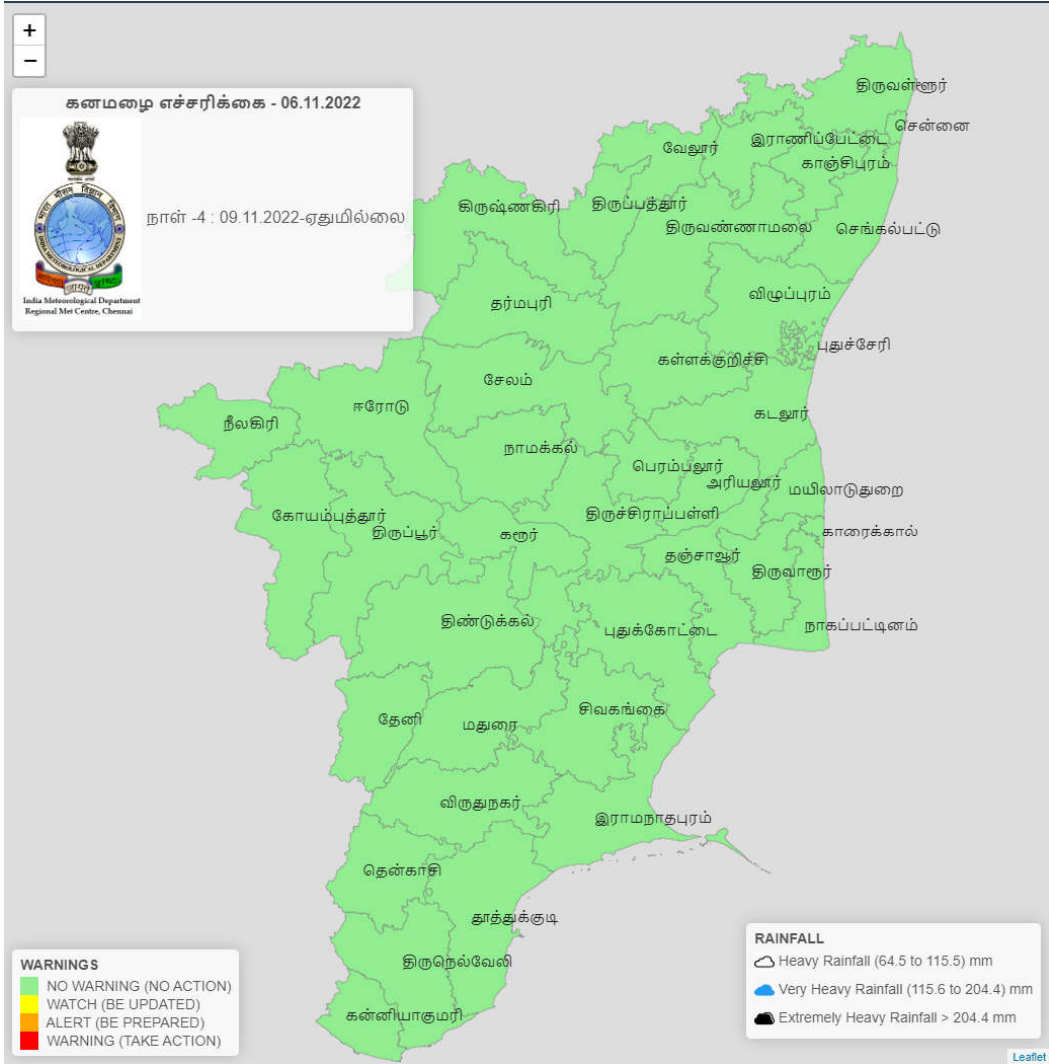 +
−
கனமழை எச்சரிக்கை - 06.11.2022
நாள் -4 : 09.11.2022-ஏதுமில்லை
India Meteorological Department
Regional Met Centre, Chennai
திருவள்ளூர்
சென்னை
இராணிப்பேட்டை
வேலூர்
காஞ்சிபுரம்
கிருஷ்ணகிரி
திருப்பத்தூர்
திருவண்ணாமலை
செங்கல்பட்டு
விழுப்புரம்
தர்மபுரி
புதுச்சேரி
கள்ளக்குறிச்சி
சேலம்
ஈரோடு
கடலூர்
நீலகிரி
நாமக்கல்
பெரம்பலூர்
அரியலூர்
மயிலாடுதுறை
கோயம்புத்தூர்
திருச்சிராப்பள்ளி
திருப்பூர்
கரூர்
காரைக்கால்
தஞ்சாவூர்
திருவாரூர்
திண்டுக்கல்
புதுக்கோட்டை
நாகப்பட்டினம்
தேனி
மதுரை
சிவகங்கை
விருதுநகர்
இராமநாதபுரம்
தென்காசி
தூத்துக்குடி
திருநெல்வேலி
கன்னியாகுமரி
WARNINGS
NO WARNING (NO ACTION)
WATCH (BE UPDATED)
ALERT (BE PREPARED)
WARNING (TAKE ACTION)
RAINFALL
Heavy Rainfall (64.5 to 115.5) mm
Very Heavy Rainfall (115.6 to 204.4) mm
Extremely Heavy Rainfall > 204.4 mm
Leaflet